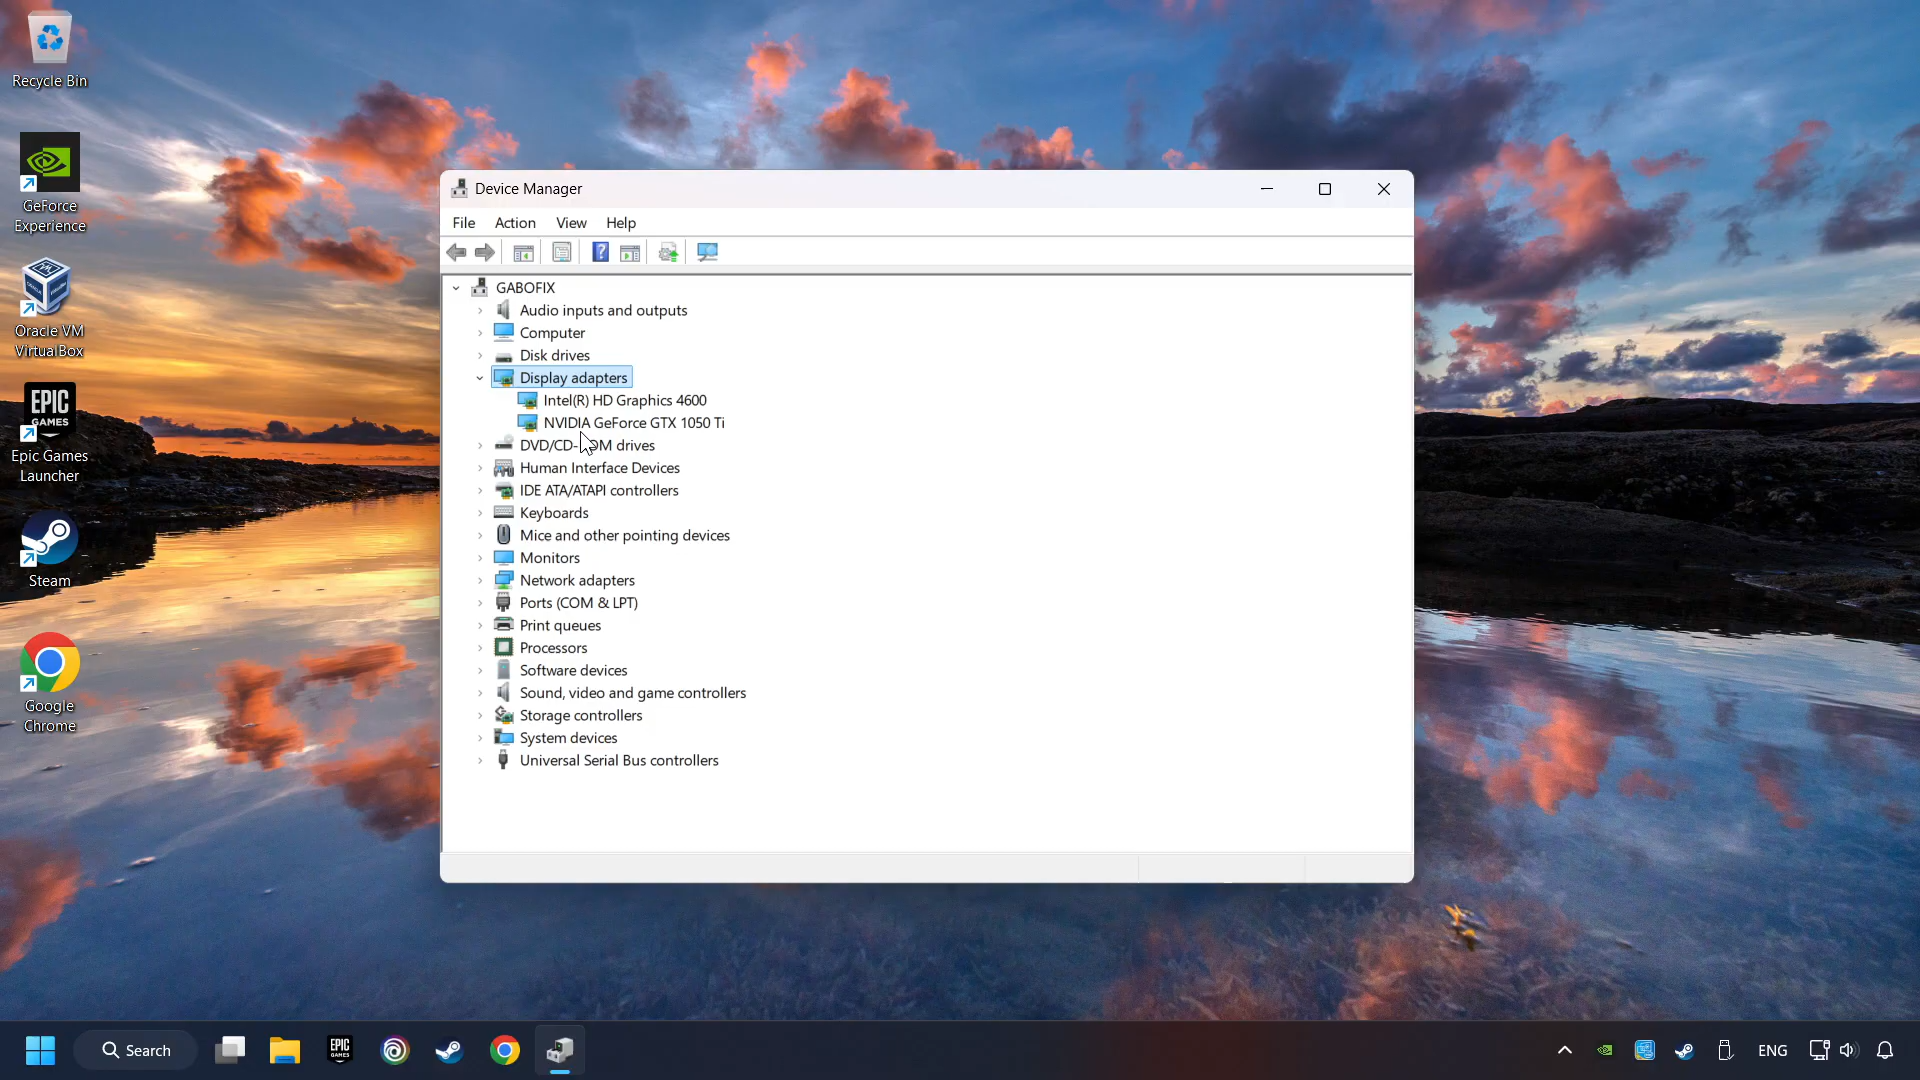 Recycle Bin
GeForce
Experience
Oracle VM
VirtualBox
EPIC
GAMES
Epic Games
Launcher
Steam
Google
Chrome
Device Manager
File Action View Help
GABOFIX
Audio inputs and outputs
Computer
Disk drives
Display adapters
Intel(R) HD Graphics 4600
NVIDIA GeForce GTX 1050 Ti
DVD/CD-ROM drives
Human Interface Devices
IDE ATA/ATAPI controllers
Keyboards
Mice and other pointing devices
Monitors
Network adapters
Ports (COM & LPT)
Print queues
Processors
Software devices
Sound, video and game controllers
Storage controllers
System devices
Universal Serial Bus controllers
Search
EPIC
GAMES
ENG